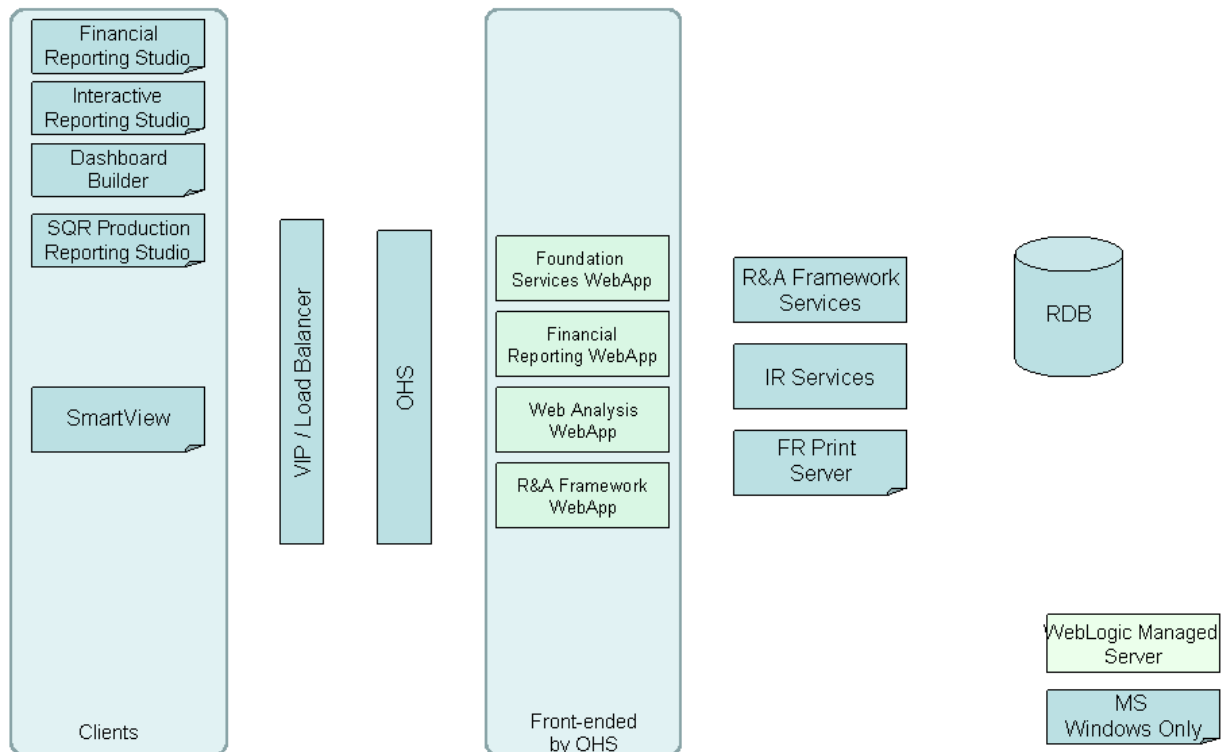 Financial
Reporting Studio
Interactive
Reporting Studio
Dashboard
Builder
SQR Production
Reporting Studio
SmartView
Clients
VIP / Load Balancer
OHS
Foundation
Services WebApp
Financial
Reporting WebApp
Web Analysis
WebApp
R&A Framework
WebApp
Front-ended
by OHS
R&A Framework
Services
IR Services
FR Print
Server
RDB
WebLogic Managed
Server
MS
Windows Only